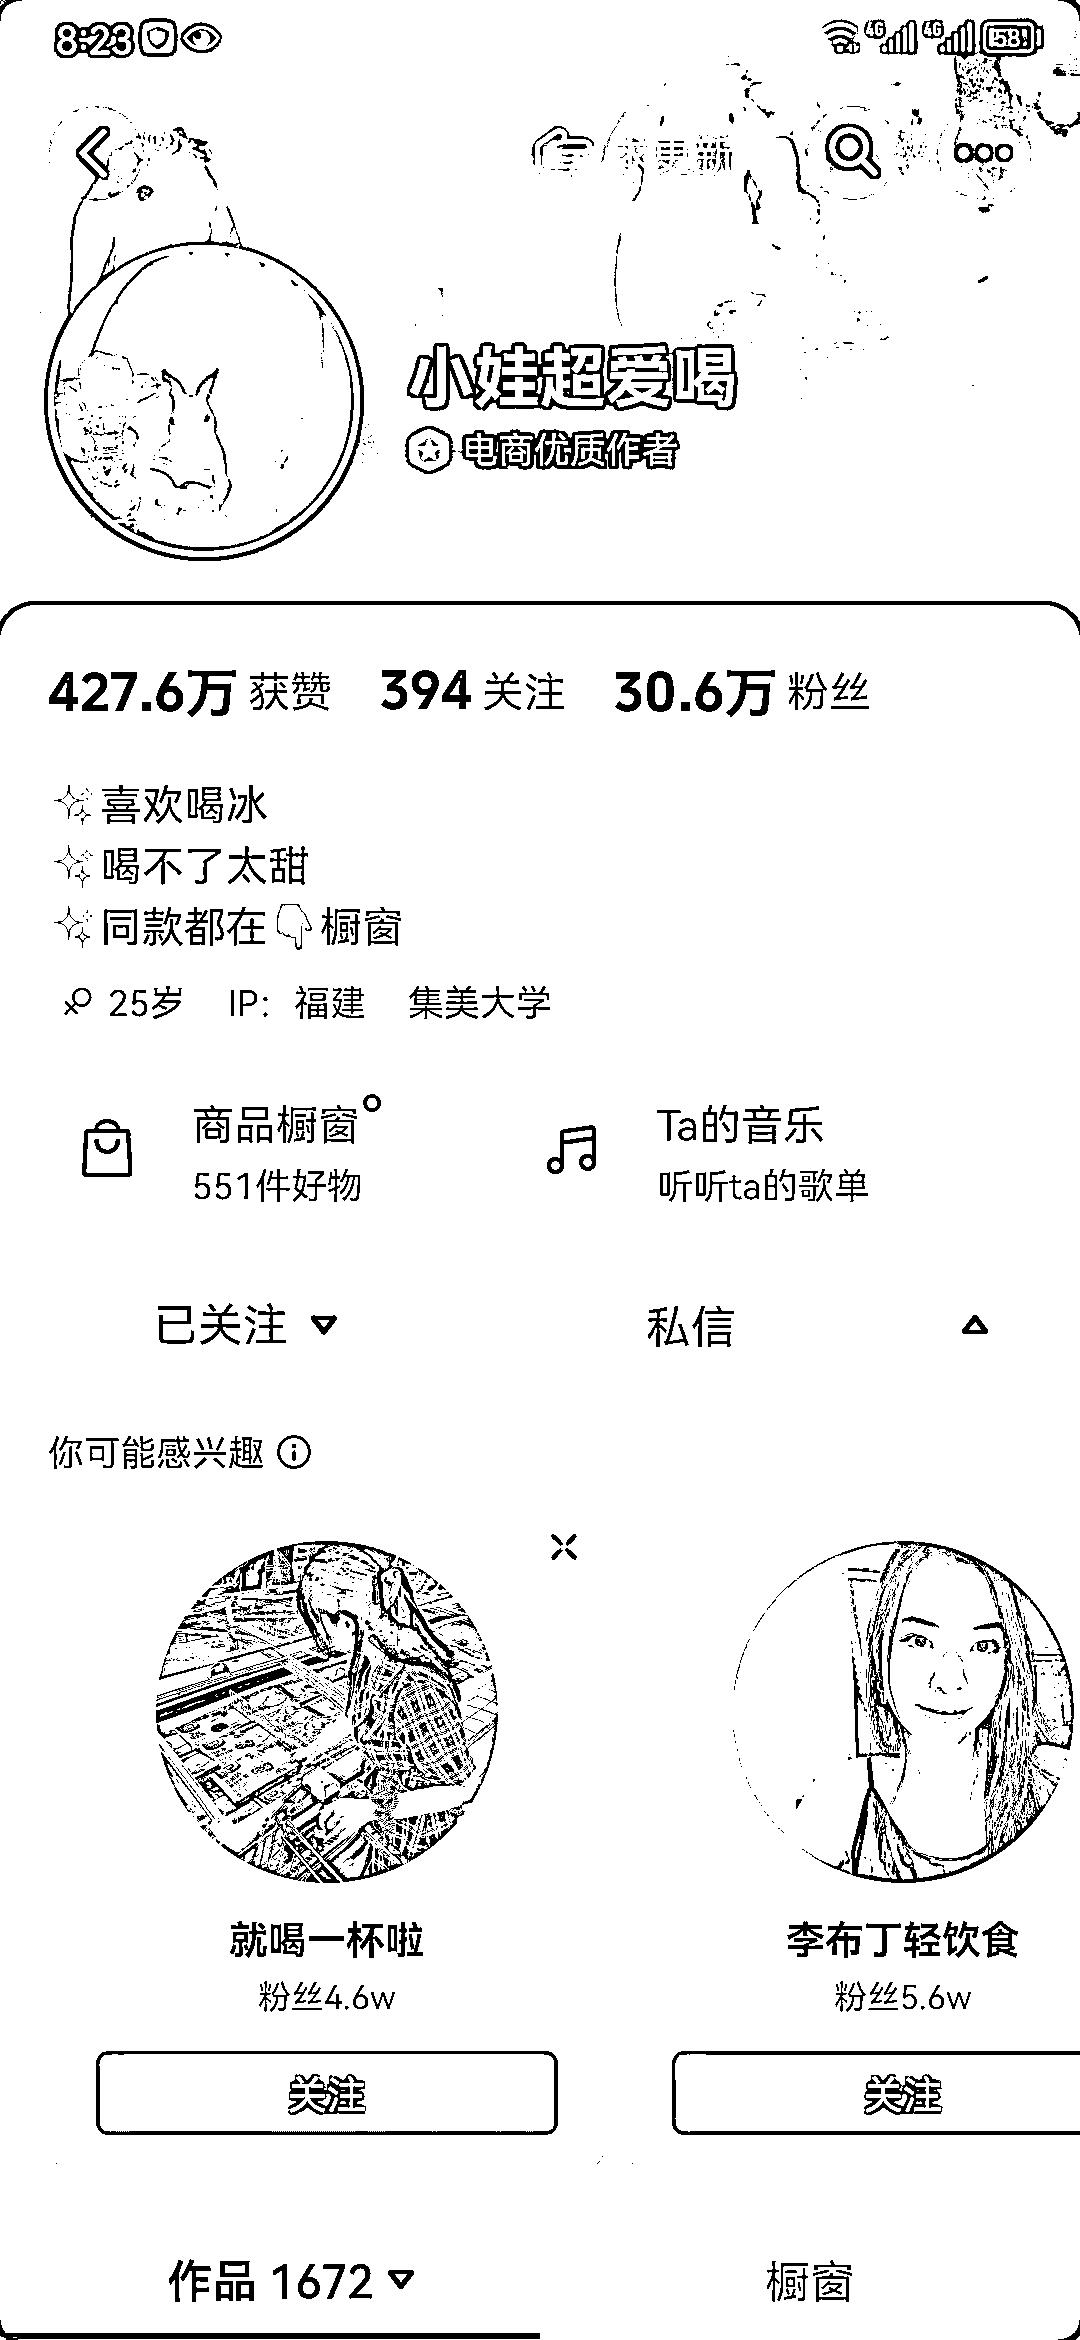 8:23 4G 4G 58
求更新
小娃超爱喝
电商优质作者
427.6万 获赞 394 关注 30.6万 粉丝
✨喜欢喝冰
✨喝不了太甜
✨同款都在👇橱窗
25岁 IP：福建 集美大学
商品橱窗 Ta的音乐
551件好物 听听ta的歌单
已关注 私信
你可能感兴趣
就喝一杯啦 李布丁轻饮食
粉丝4.6w 粉丝5.6w
关注 关注
作品 1672 橱窗